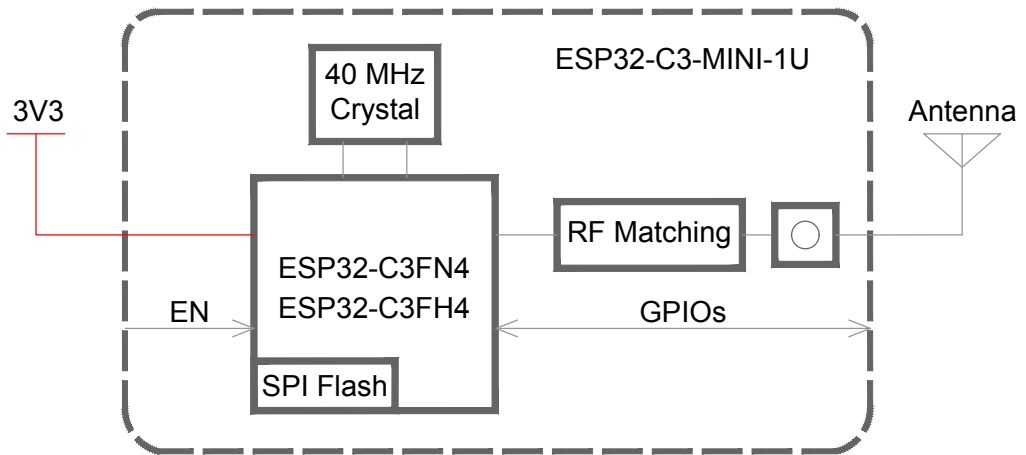 ESP32-C3-MINI-1U
40 MHz
Crystal
3V3
Antenna
RF Matching
ESP32-C3FN4
ESP32-C3FH4
EN
GPIOs
SPI Flash